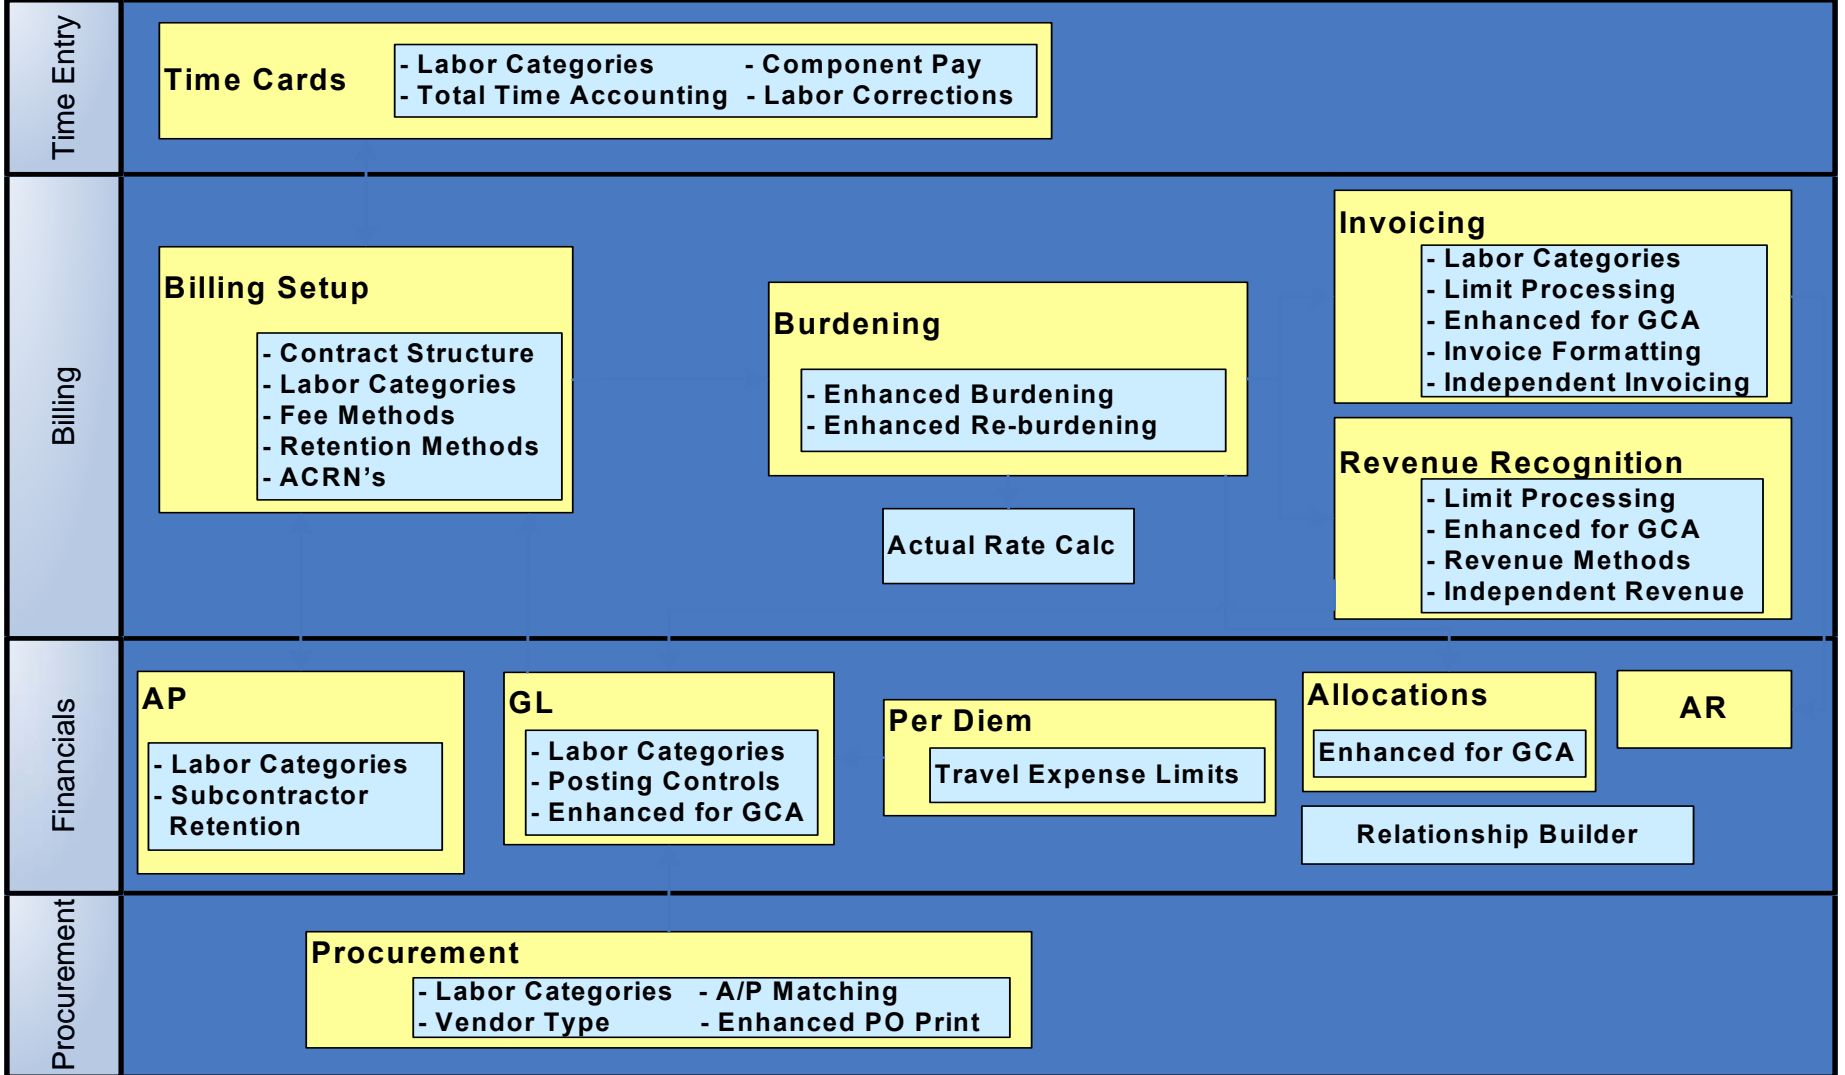 Time Entry
Time Cards
- Labor Categories - Component Pay
- Total Time Accounting - Labor Corrections
Billing
Billing Setup
- Contract Structure
- Labor Categories
- Fee Methods
- Retention Methods
- ACRN's
Burdening
- Enhanced Burdening
- Enhanced Re-burdening
Actual Rate Calc
Invoicing
- Labor Categories
- Limit Processing
- Enhanced for GCA
- Invoice Formatting
- Independent Invoicing
Revenue Recognition
- Limit Processing
- Enhanced for GCA
- Revenue Methods
- Independent Revenue
Financials
AP
- Labor Categories
- Subcontractor
Retention
GL
- Labor Categories
- Posting Controls
- Enhanced for GCA
Per Diem
Travel Expense Limits
Allocations
Enhanced for GCA
AR
Relationship Builder
Procurement
Procurement
- Labor Categories - A/P Matching
- Vendor Type - Enhanced PO Print